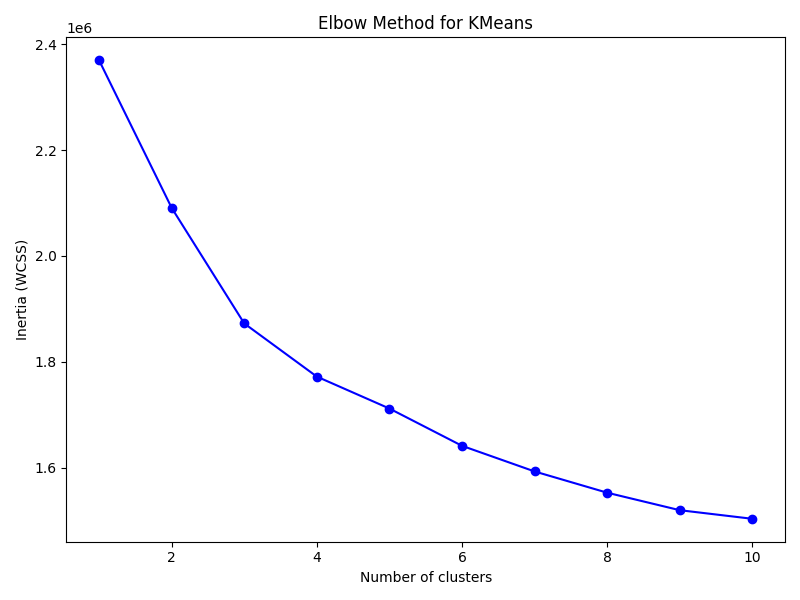 Elbow Method for KMeans
1e6
2.4
2.2
2.0
1.8
1.6
Inertia (WCSS)
2 4 6 8 10
Number of clusters